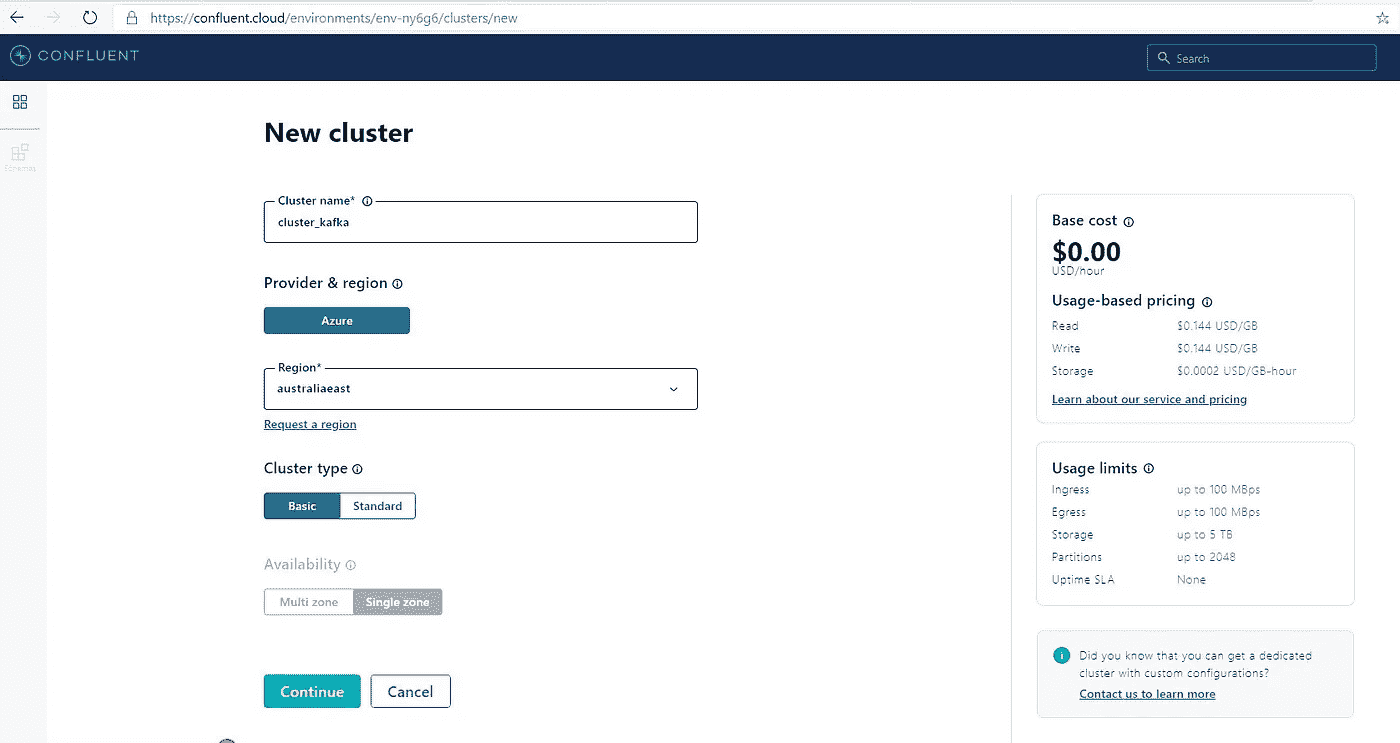 https://confluent.cloud/environments/env-ny6g6/clusters/new
CONFLUENT
Search
New cluster
Cluster name*
cluster_kafka
Provider & region
Azure
Region*
australiaeast
Request a region
Cluster type
Basic Standard
Availability
Multi zone Single zone
Continue Cancel
Base cost
$0.00
USD/hour
Usage-based pricing
Read $0.144 USD/GB
Write $0.144 USD/GB
Storage $0.0002 USD/GB-hour
Learn about our service and pricing
Usage limits
Ingress up to 100 MBps
Egress up to 100 MBps
Storage up to 5 TB
Partitions up to 2048
Uptime SLA None
Did you know that you can get a dedicated
cluster with custom configurations?
Contact us to learn more